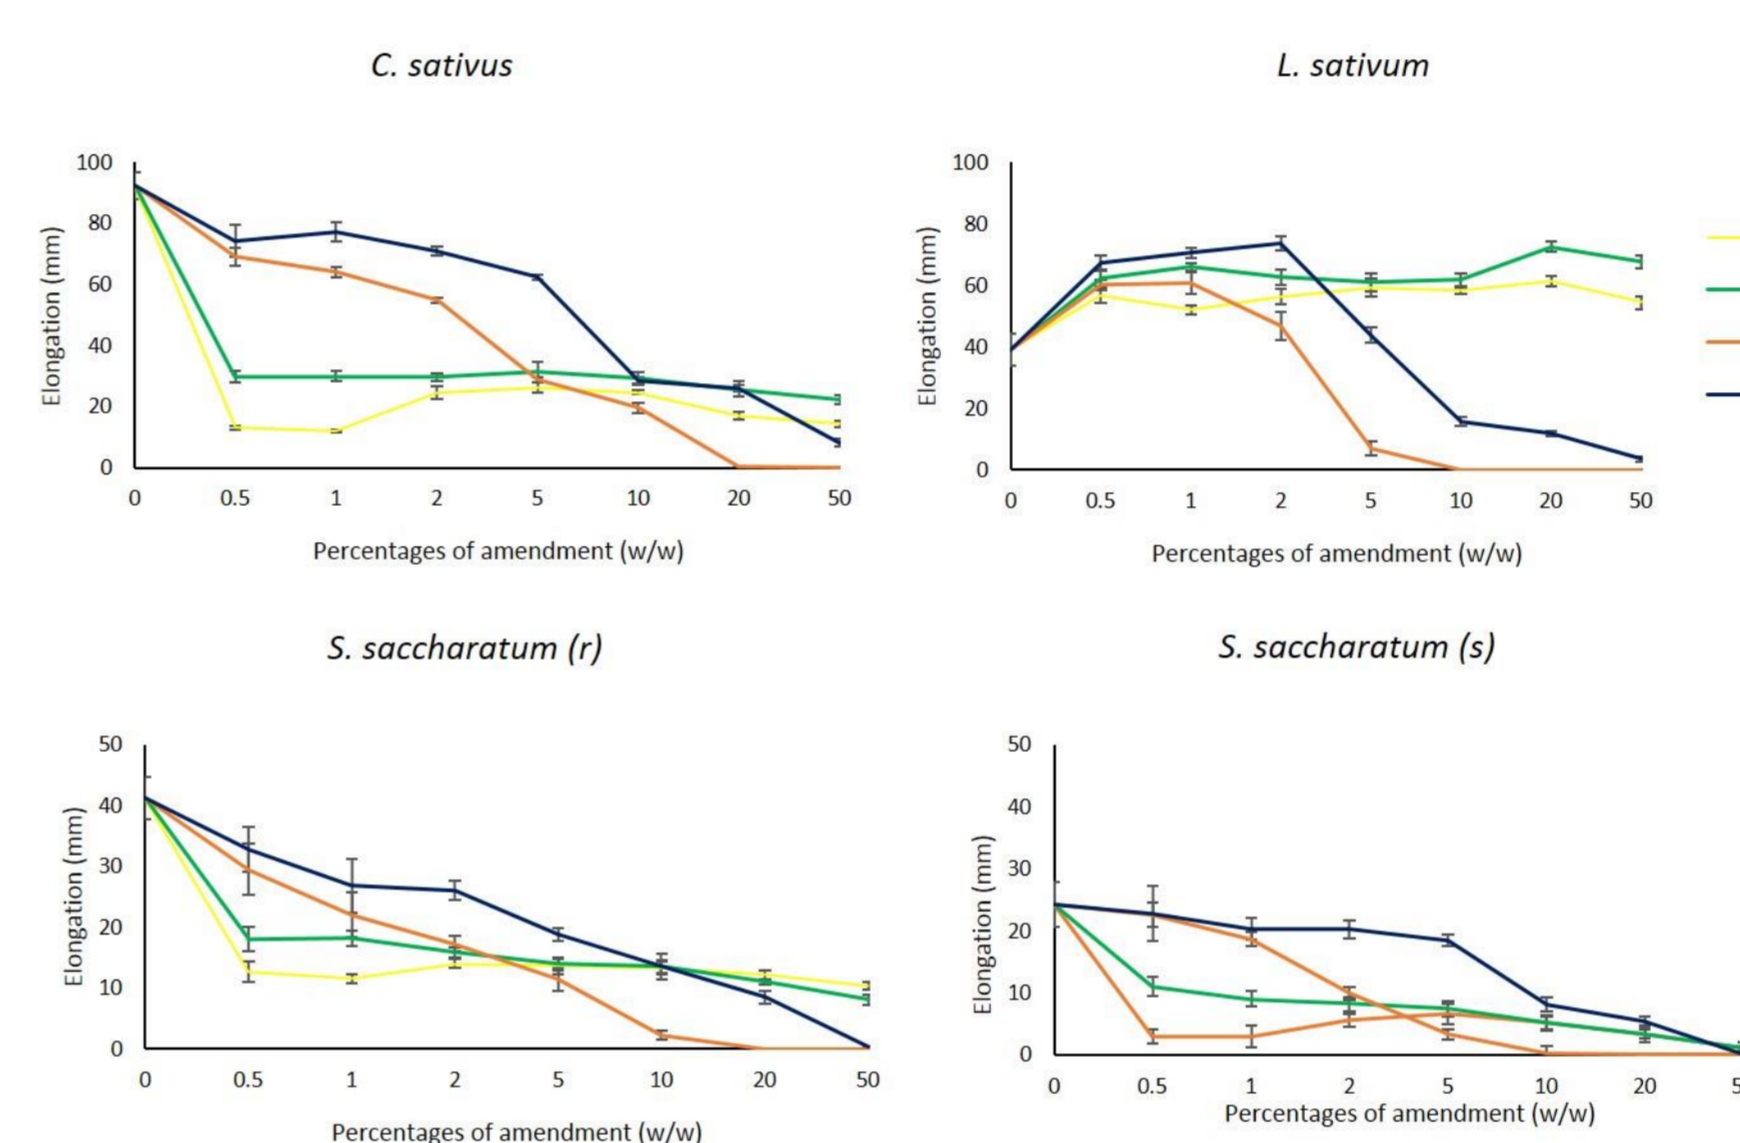 C. sativus
100
80
60
40
20
0
Elongation (mm)
0 0.5 1 2 5 10 20 50
Percentages of amendment (w/w)
L. sativum
100
80
60
40
20
0
Elongation (mm)
0 0.5 1 2 5 10 20 50
Percentages of amendment (w/w)
S. saccharatum (r)
50
40
30
20
10
0
Elongation (mm)
0 0.5 1 2 5 10 20 50
Percentages of amendment (w/w)
S. saccharatum (s)
50
40
30
20
10
0
Elongation (mm)
0 0.5 1 2 5 10 20
Percentages of amendment (w/w)